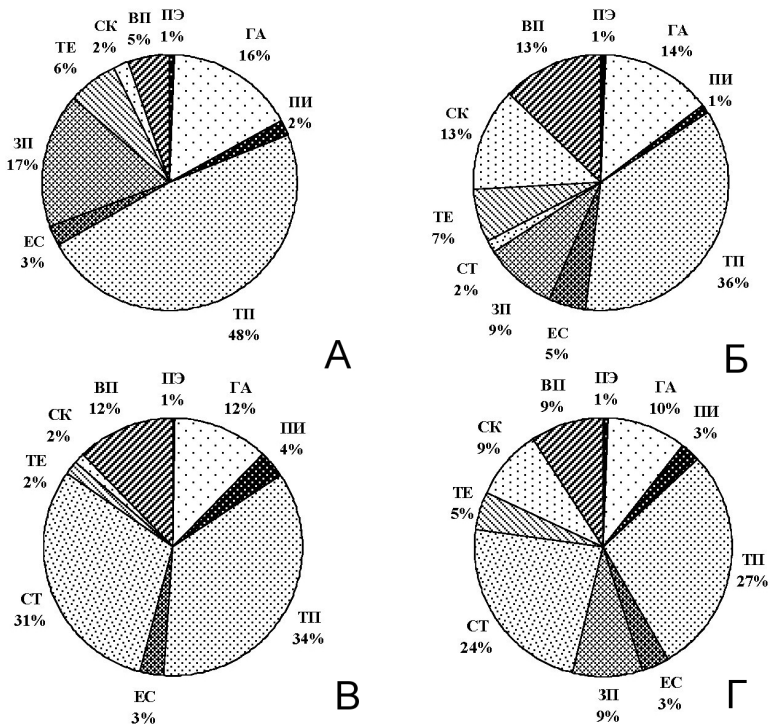 ПЭ
1%
ГА
16%
ПИ
2%
ТП
48%
ЕС
3%
ЗП
17%
ТЕ
6%
СК
2%
ВП
5%
А
ПЭ
1%
ГА
14%
ПИ
1%
ТП
36%
ЕС
5%
ЗП
9%
СТ
2%
ТЕ
7%
СК
13%
ВП
13%
Б
ПЭ
1%
ГА
12%
ПИ
4%
ТП
34%
ЕС
3%
СТ
31%
ТЕ
2%
СК
2%
ВП
12%
В
ПЭ
1%
ГА
10%
ПИ
3%
ТП
27%
ЕС
3%
ЗП
9%
СТ
24%
ТЕ
5%
СК
9%
ВП
9%
Г